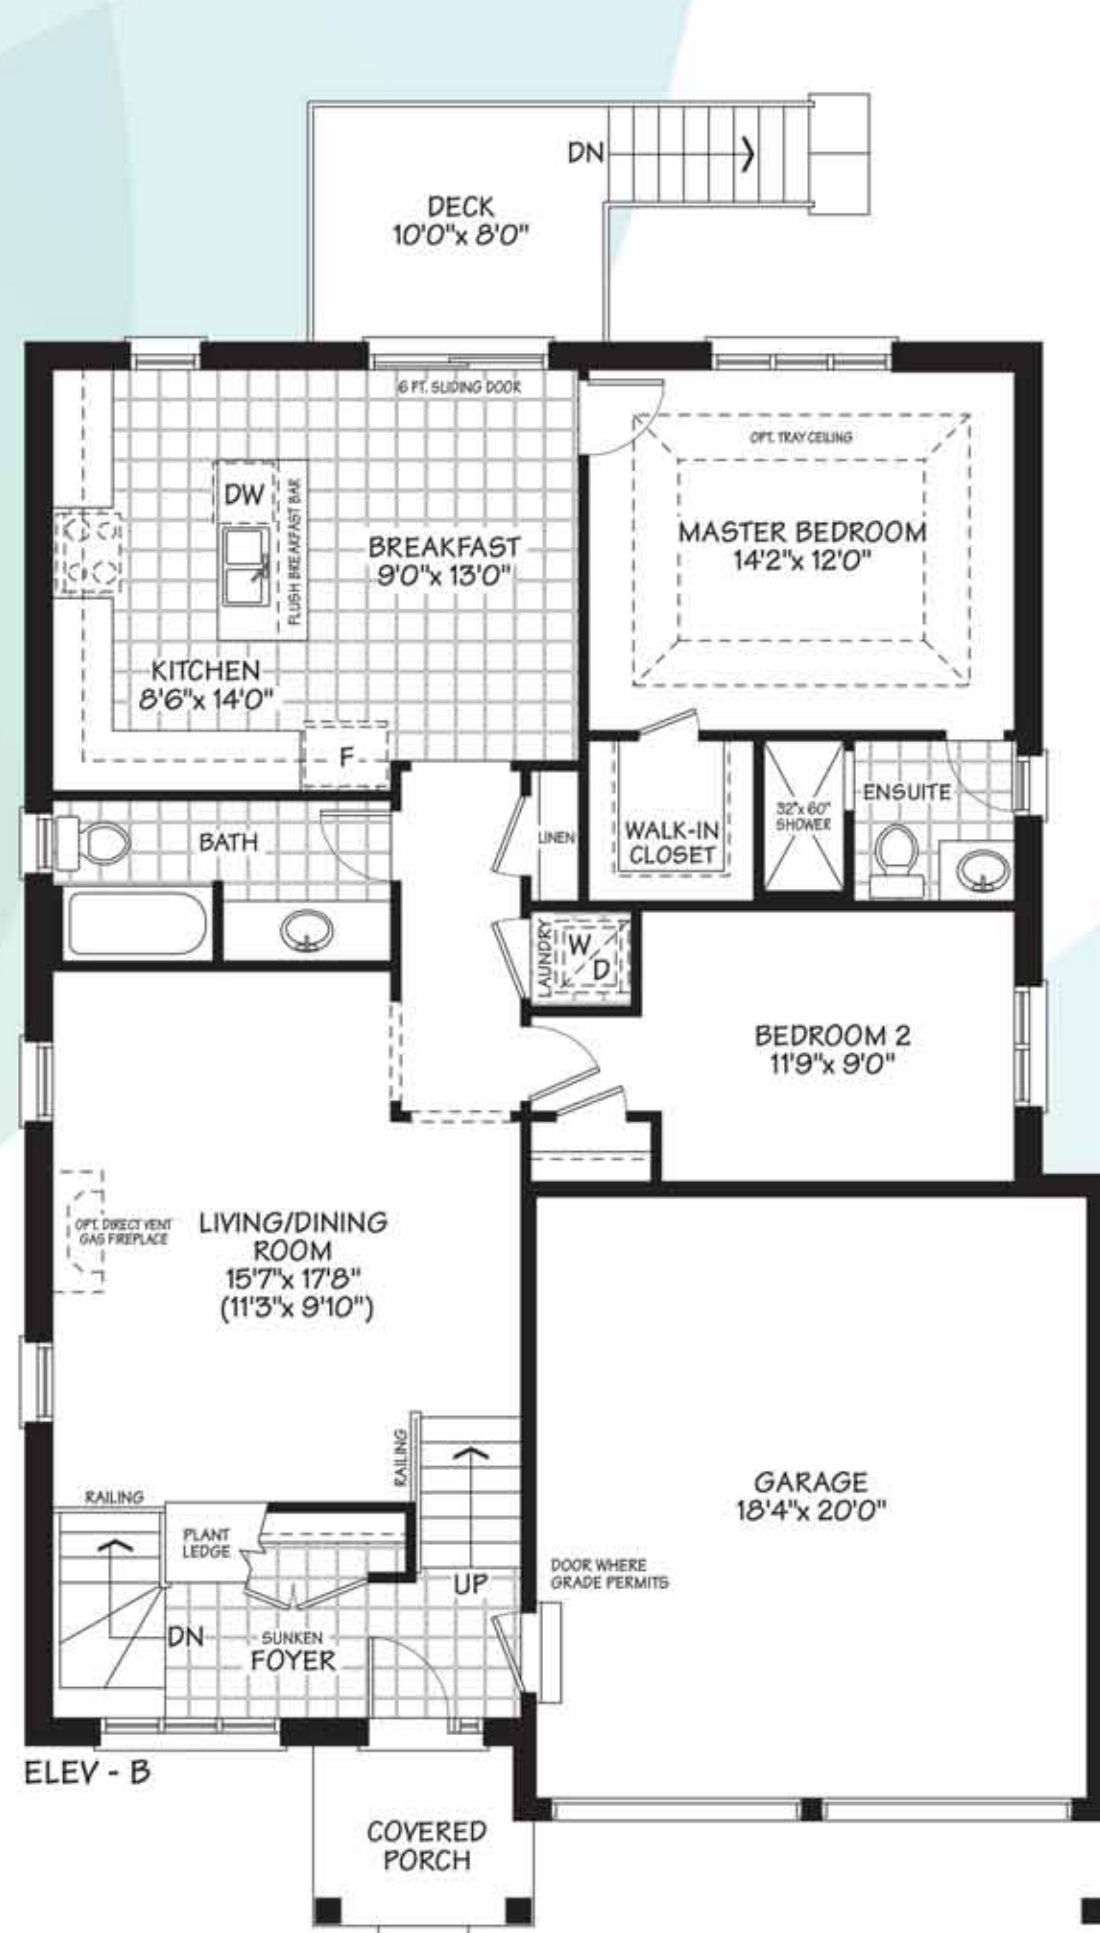 DN
DECK
10'0"x 8'0"
6 FT. SLIDING DOOR
OPT. TRAY CEILING
DW
FLUSH BREAKFAST BAR
BREAKFAST
9'0"x 13'0"
MASTER BEDROOM
14'2"x 12'0"
KITCHEN
8'6"x 14'0"
F
BATH
LINEN
WALK-IN
CLOSET
32"x 60"
SHOWER
ENSUITE
LAUNDRY
W
D
BEDROOM 2
11'9"x 9'0"
OPT. DIRECT VENT
GAS FIREPLACE
LIVING/DINING
ROOM
15'7"x 17'8"
(11'3"x 9'10")
RAILING
RAILING
PLANT
LEDGE
UP
DN
SUNKEN
FOYER
GARAGE
18'4"x 20'0"
DOOR WHERE
GRADE PERMITS
ELEV - B
COVERED
PORCH